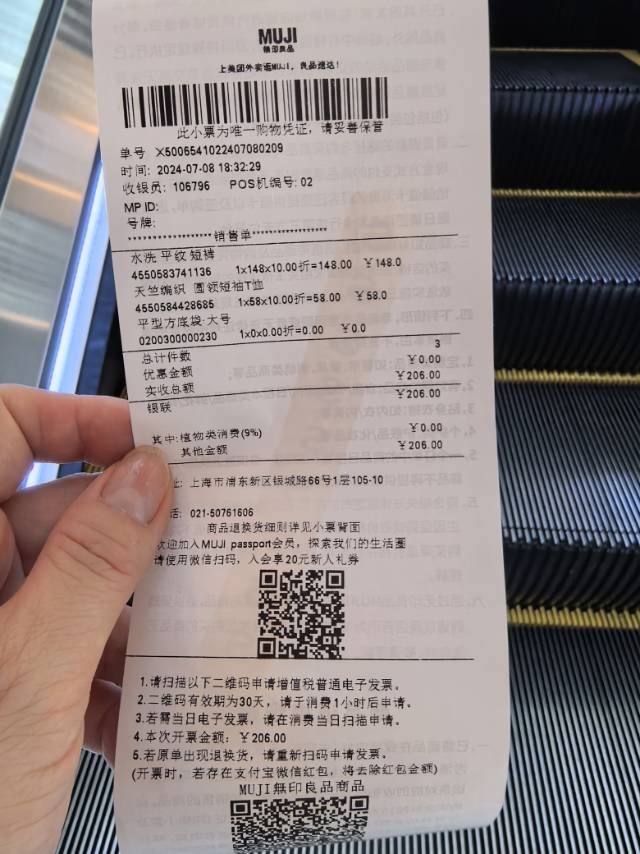 MUJI
無印良品
上美团外卖逛MUJI，良品速达！
此小票为唯一购物凭证，请妥善保管
单号 X5006541022407080209
时间: 2024-07-08 18:32:29
收银员: 106796 POS机编号: 02
MP ID:
号牌:
******************销售单******************
水洗 平纹 短裤
4550583741136 1x148x10.00折=148.00 ￥148.0
天竺编织 圆领短袖T恤
4550584428685 1x58x10.00折=58.00 ￥58.0
平型方底袋·大号
0200300000230 1x0x0.00折=0.00 ￥0.0
总计件数 3
优惠金额 ￥0.00
实收总额 ￥206.00
银联 ￥206.00
其中:植物类消费(9%) ￥0.00
其他金额 ￥206.00
址: 上海市浦东新区银城路66号1层105-10
话: 021-50761606
商品退换货细则详见小票背面
欢迎加入MUJI passport会员，探索我们的生活圈
请使用微信扫码，入会享20元新人礼券
1.请扫描以下二维码申请增值税普通电子发票。
2.二维码有效期为30天，请于消费1小时后申请。
3.若需当日电子发票，请在消费当日扫描申请。
4.本次开票金额: ￥206.00
5.若原单出现退换货，请重新扫码申请发票。
(开票时，若存在支付宝微信红包，将去除红包金额)
MUJI無印良品商品